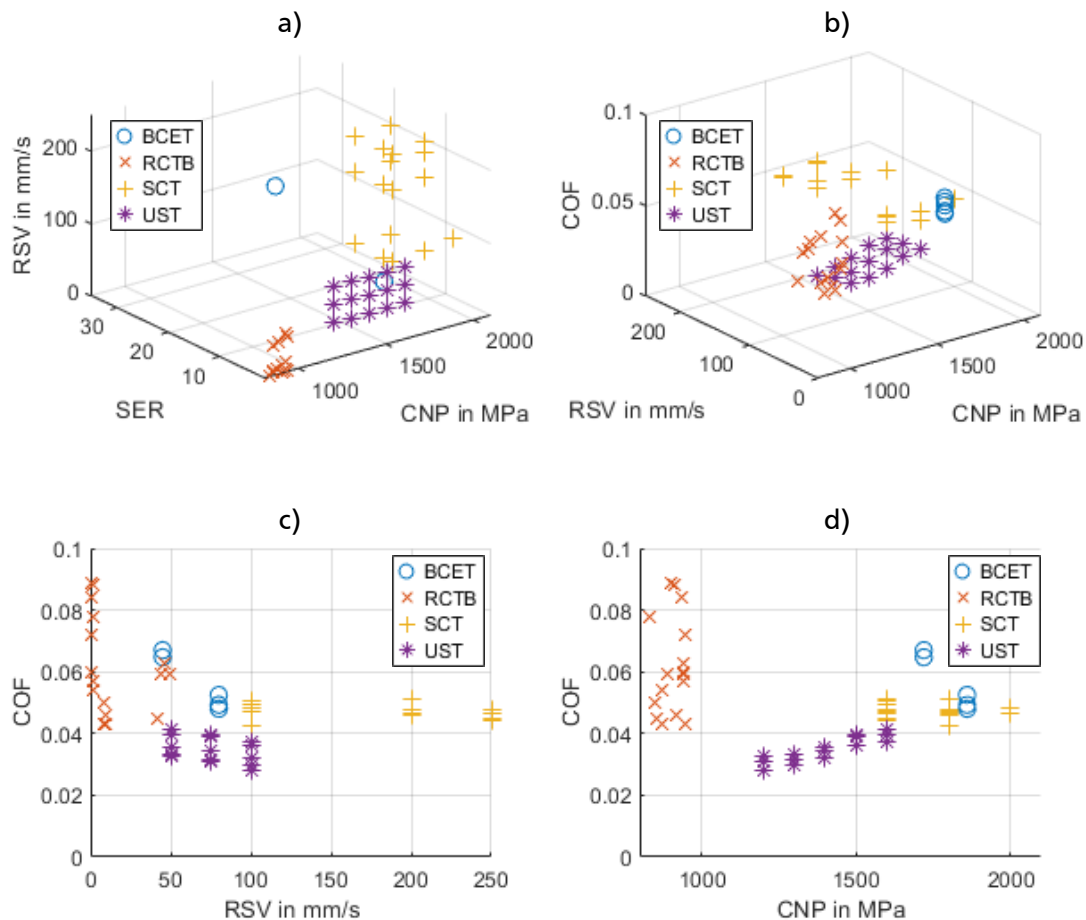 a)
200
100
0
RSV in mm/s
BCET
RCTB
SCT
UST
30
20
10
SER
1000
1500
2000
CNP in MPa
b)
0.1
0.05
0
COF
BCET
RCTB
SCT
UST
200
100
0
RSV in mm/s
1000
1500
2000
CNP in MPa
c)
0.1
0.08
0.06
0.04
0.02
0
COF
BCET
RCTB
SCT
UST
0 50 100 150 200 250
RSV in mm/s
d)
0.1
0.08
0.06
0.04
0.02
0
COF
BCET
RCTB
SCT
UST
1000 1500 2000
CNP in MPa